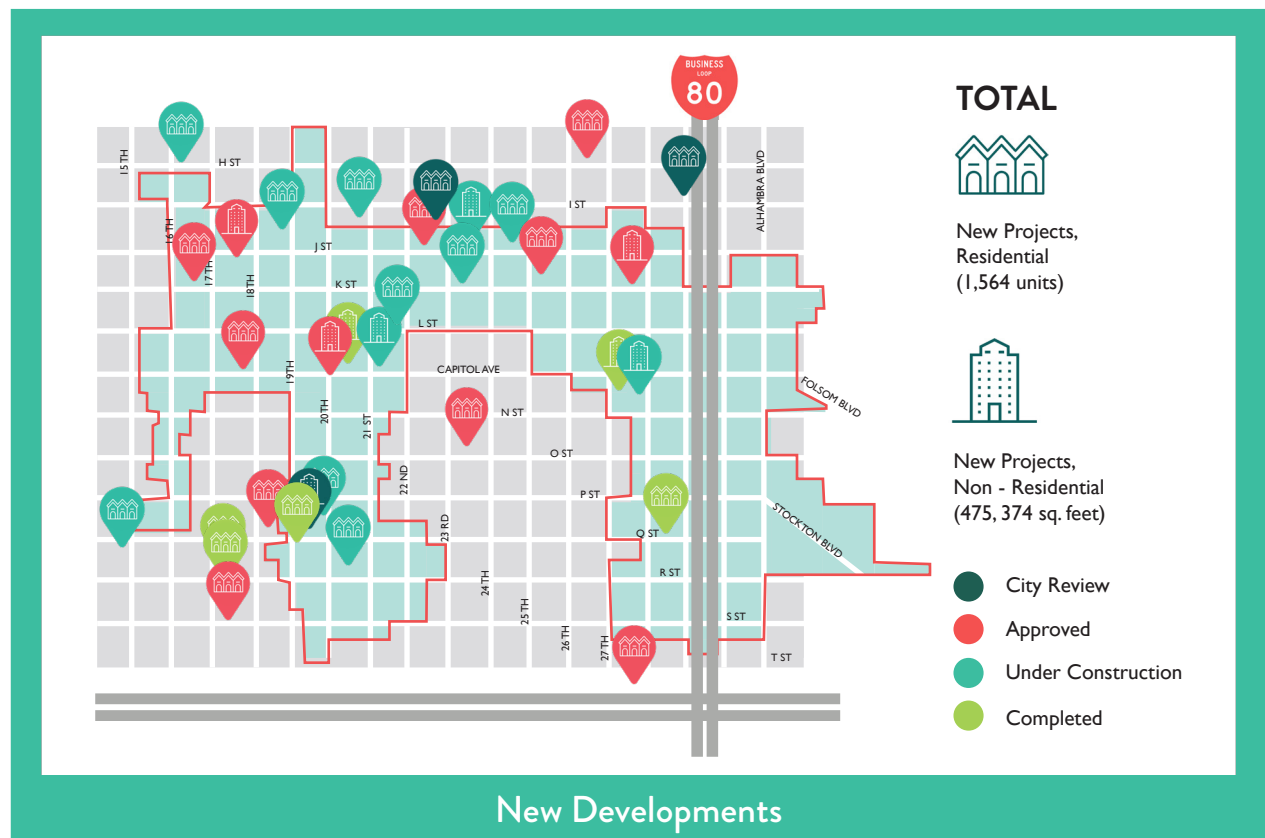 BUSINESS
LOOP
80
15 TH
H ST
I ST
ALHAMBRA BLVD
16 TH
J ST
17 TH
18TH
K ST
L ST
19TH
CAPITOL AVE
FOLSOM BLVD
20 TH
21 ST
N ST
O ST
22 ND
P ST
23 RD
Q ST
STOCKTON BLVD
R ST
24 TH
25 TH
26 TH
27 TH
S ST
T ST
TOTAL
New Projects,
Residential
(1,564 units)
New Projects,
Non - Residential
(475, 374 sq. feet)
City Review
Approved
Under Construction
Completed
New Developments